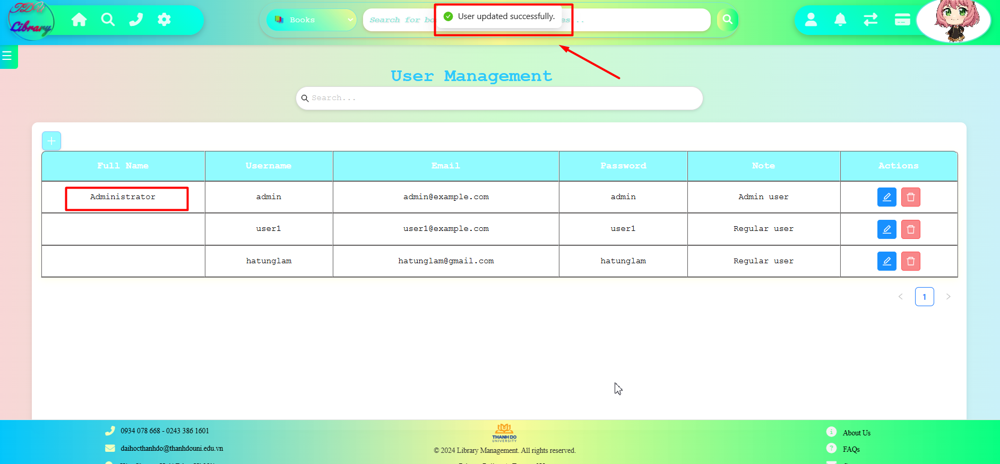 TDU
Library
Books
Search for bo
User updated successfully.
es..
User Management
Search...
Full Name Username Email Password Note Actions
Administrator admin admin@example.com admin Admin user
user1 user1@example.com user1 Regular user
hatunglam hatunglam@gmail.com hatunglam Regular user
1
0934 078 668 - 0243 386 1601
daihocthanhdo@thanhdouni.edu.vn
THANH DO
UNIVERSITY
© 2024 Library Management. All rights reserved.
About Us
FAQs